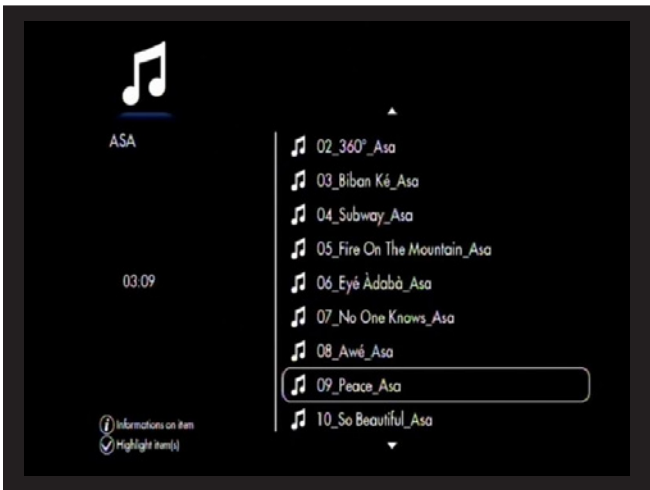 ASA
02_360°_Asa
03_Biban Ké_Asa
04_Subway_Asa
05_Fire On The Mountain_Asa
03:09
06_Eyé Àdabà_Asa
07_No One Knows_Asa
08_Awé_Asa
09_Peace_Asa
10_So Beautiful_Asa
i Informations on item
Highlight item(s)